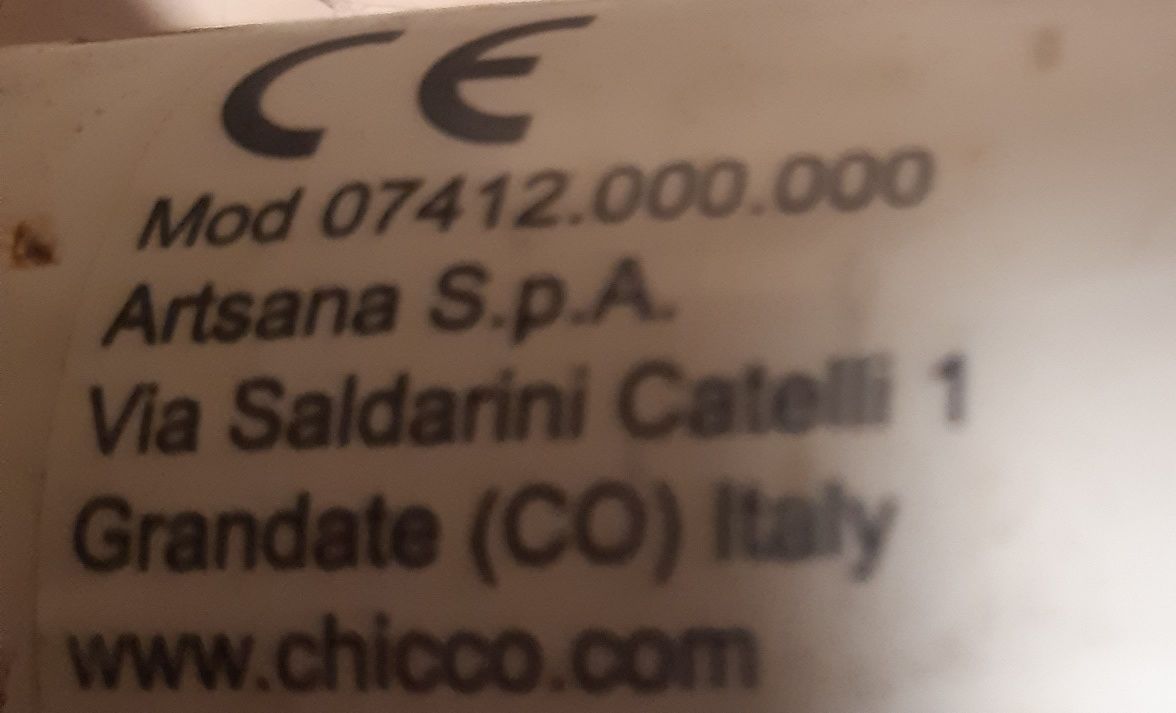 CE
Mod 07412.000.000
Artsana S.p.A.
Via Saldarini Catelli 1
Grandate (CO) Italy
www.chicco.com